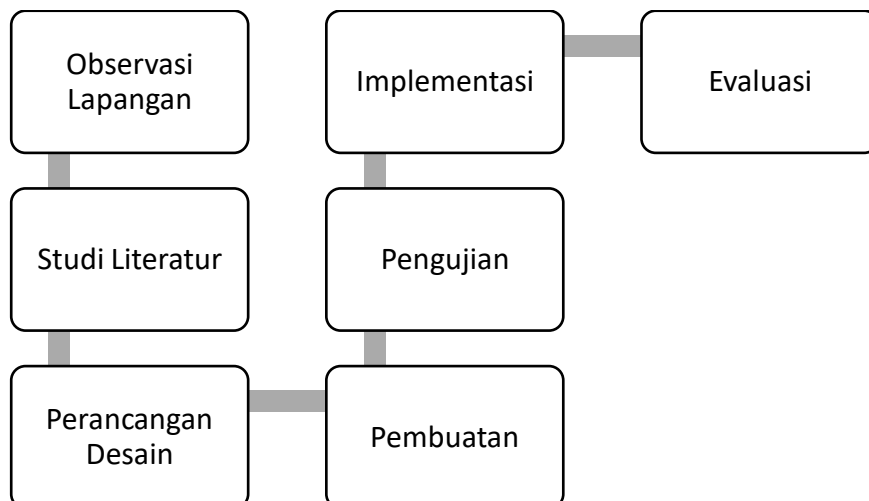 Observasi
Lapangan
Studi Literatur
Perancangan
Desain
Pembuatan
Pengujian
Implementasi
Evaluasi